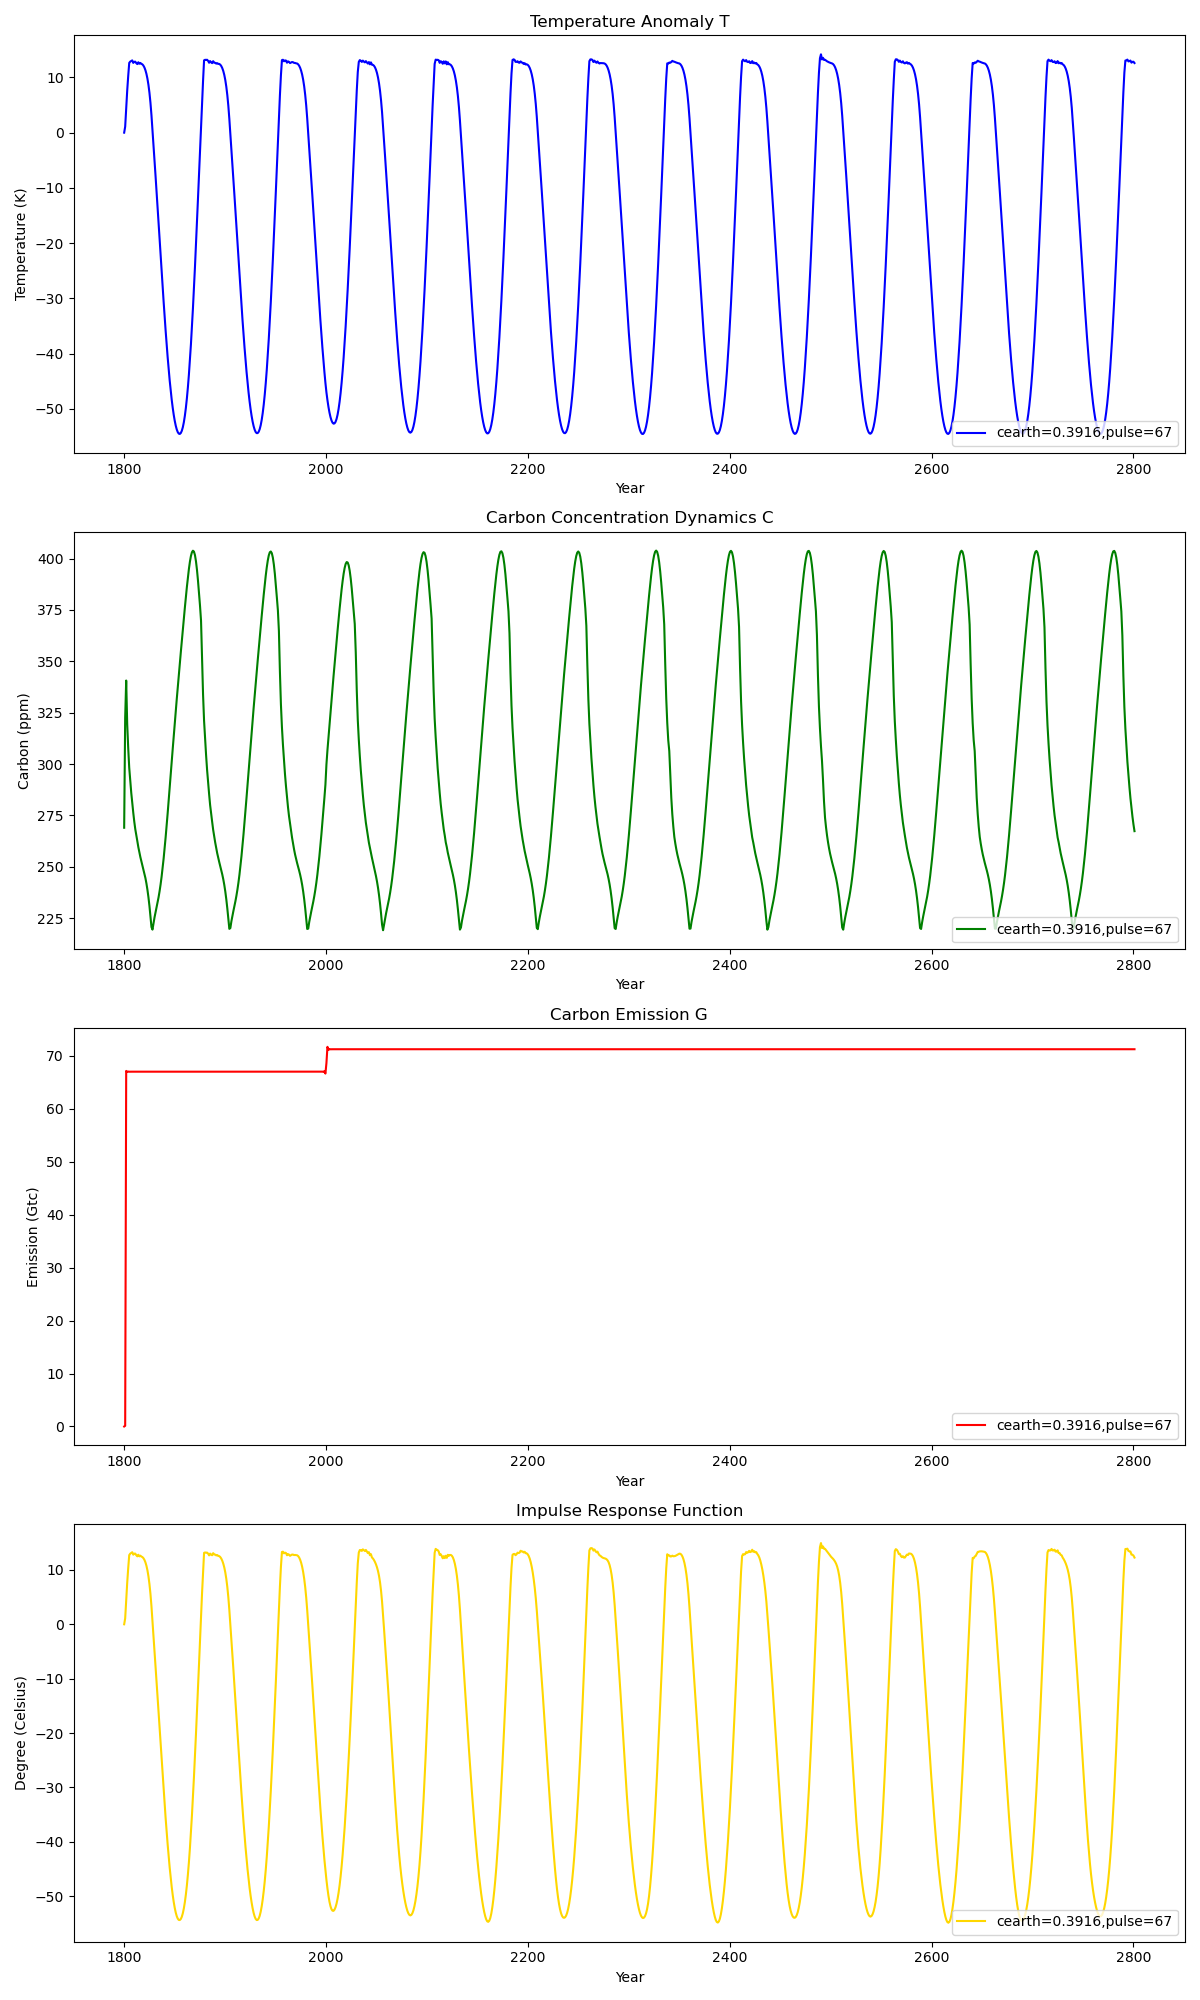 Temperature Anomaly T
10
0
−10
−20
−30
−40
−50
Temperature (K)
cearth=0.3916,pulse=67
1800 2000 2200 2400 2600 2800
Year
Carbon Concentration Dynamics C
400
375
350
325
300
275
250
225
Carbon (ppm)
cearth=0.3916,pulse=67
1800 2000 2200 2400 2600 2800
Year
Carbon Emission G
70
60
50
40
30
20
10
0
Emission (Gtc)
cearth=0.3916,pulse=67
1800 2000 2200 2400 2600 2800
Year
Impulse Response Function
10
0
−10
−20
−30
−40
−50
Degree (Celsius)
cearth=0.3916,pulse=67
1800 2000 2200 2400 2600 2800
Year